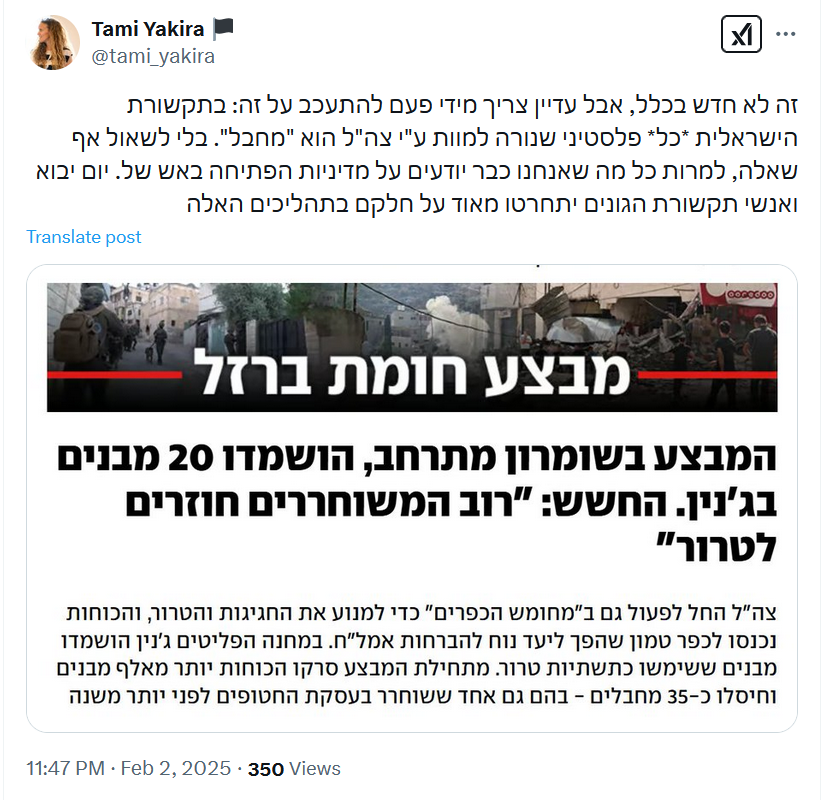 Tami Yakira 🏴
@tami_yakira
זה לא חדש בכלל, אבל עדיין צריך מידי פעם להתעכב על זה: בתקשורת
הישראלית *כל* פלסטיני שנורה למוות ע"י צה"ל הוא "מחבל". בלי לשאול אף
שאלה, למרות כל מה שאנחנו כבר יודעים על מדיניות הפתיחה באש של. יום יבוא
ואנשי תקשורת הגונים יתחרטו מאוד על חלקם בתהליכים האלה
Translate post
ooredoo
מבצע חומת ברזל
המבצע בשומרון מתרחב, הושמדו 20 מבנים
בג'נין. החשש: "רוב המשוחררים חוזרים
לטרור"
צה"ל החל לפעול גם ב"מחומש הכפרים" כדי למנוע את החגיגות והטרור, והכוחות
נכנסו לכפר טמון שהפך ליעד נוח להברחות אמל"ח. במחנה הפליטים ג'נין הושמדו
מבנים ששימשו כתשתיות טרור. מתחילת המבצע סרקו הכוחות יותר מאלף מבנים
וחיסלו כ-35 מחבלים - בהם גם אחד ששוחרר בעסקת החטופים לפני יותר משנה
11:47 PM · Feb 2, 2025 · 350 Views